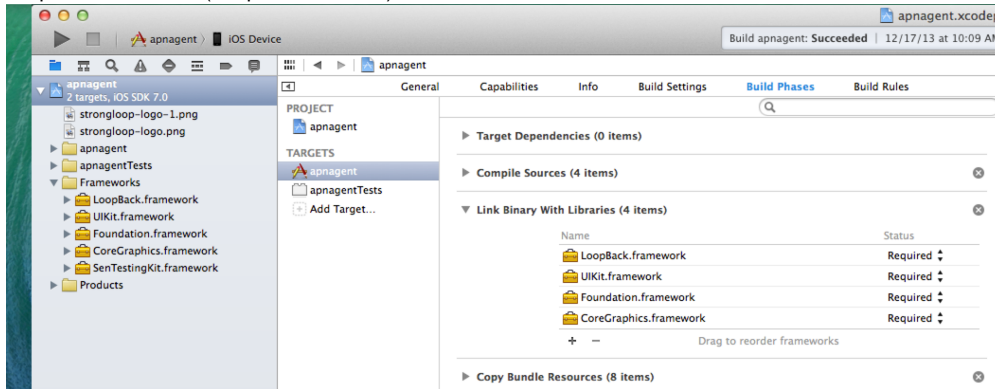 apnagent.xcodep
apnagent
iOS Device
Build apnagent: Succeeded | 12/17/13 at 10:09 AM
apnagent
apnagent
2 targets, iOS SDK 7.0
strongloop-logo-1.png
strongloop-logo.png
apnagent
apnagentTests
Frameworks
LoopBack.framework
UIKit.framework
Foundation.framework
CoreGraphics.framework
SenTestingKit.framework
Products
General Capabilities Info Build Settings Build Phases Build Rules
PROJECT
apnagent
TARGETS
apnagent
apnagentTests
Add Target...
Target Dependencies (0 items)
Compile Sources (4 items)
Link Binary With Libraries (4 items)
Name Status
LoopBack.framework Required
UIKit.framework Required
Foundation.framework Required
CoreGraphics.framework Required
+ −
Drag to reorder frameworks
Copy Bundle Resources (8 items)